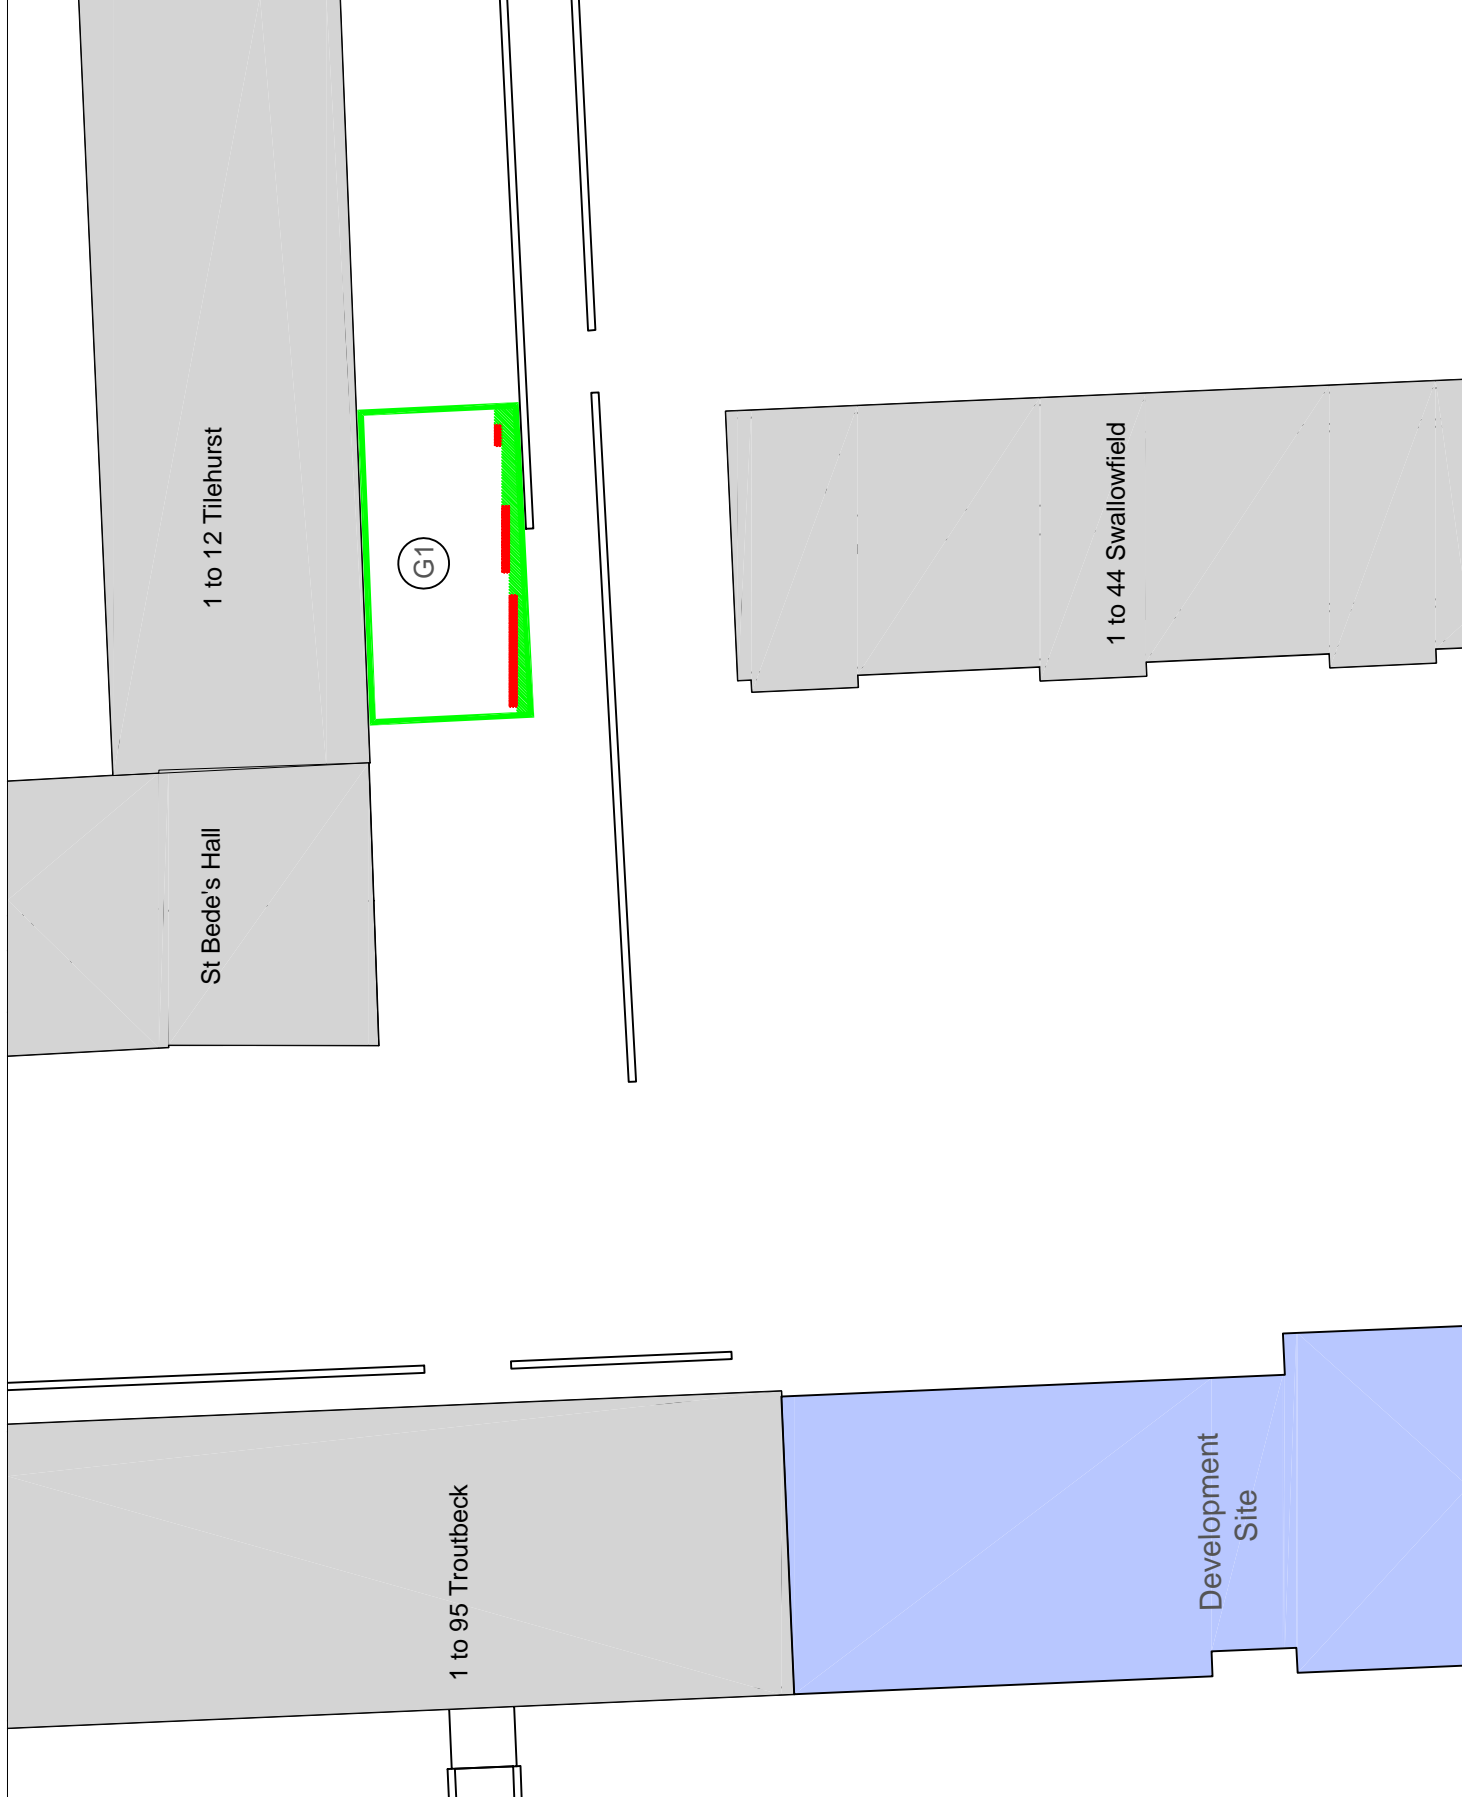 1 to 12 Tilehurst
G1
1 to 44 Swallowfield
St Bede's Hall
1 to 95 Troutbeck
Development
Site